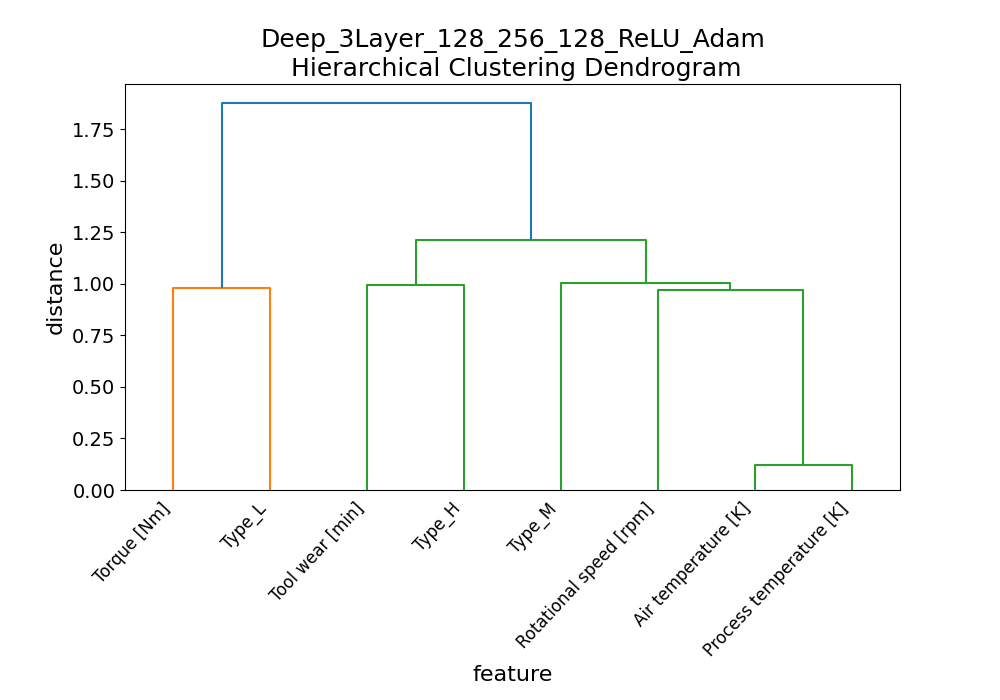 Deep_3Layer_128_256_128_ReLU_Adam
Hierarchical Clustering Dendrogram
1.75
1.50
1.25
1.00
0.75
0.50
0.25
0.00
distance
Torque [Nm]
Type_L
Tool wear [min]
Type_H
Type_M
Rotational speed [rpm]
Air temperature [K]
Process temperature [K]
feature